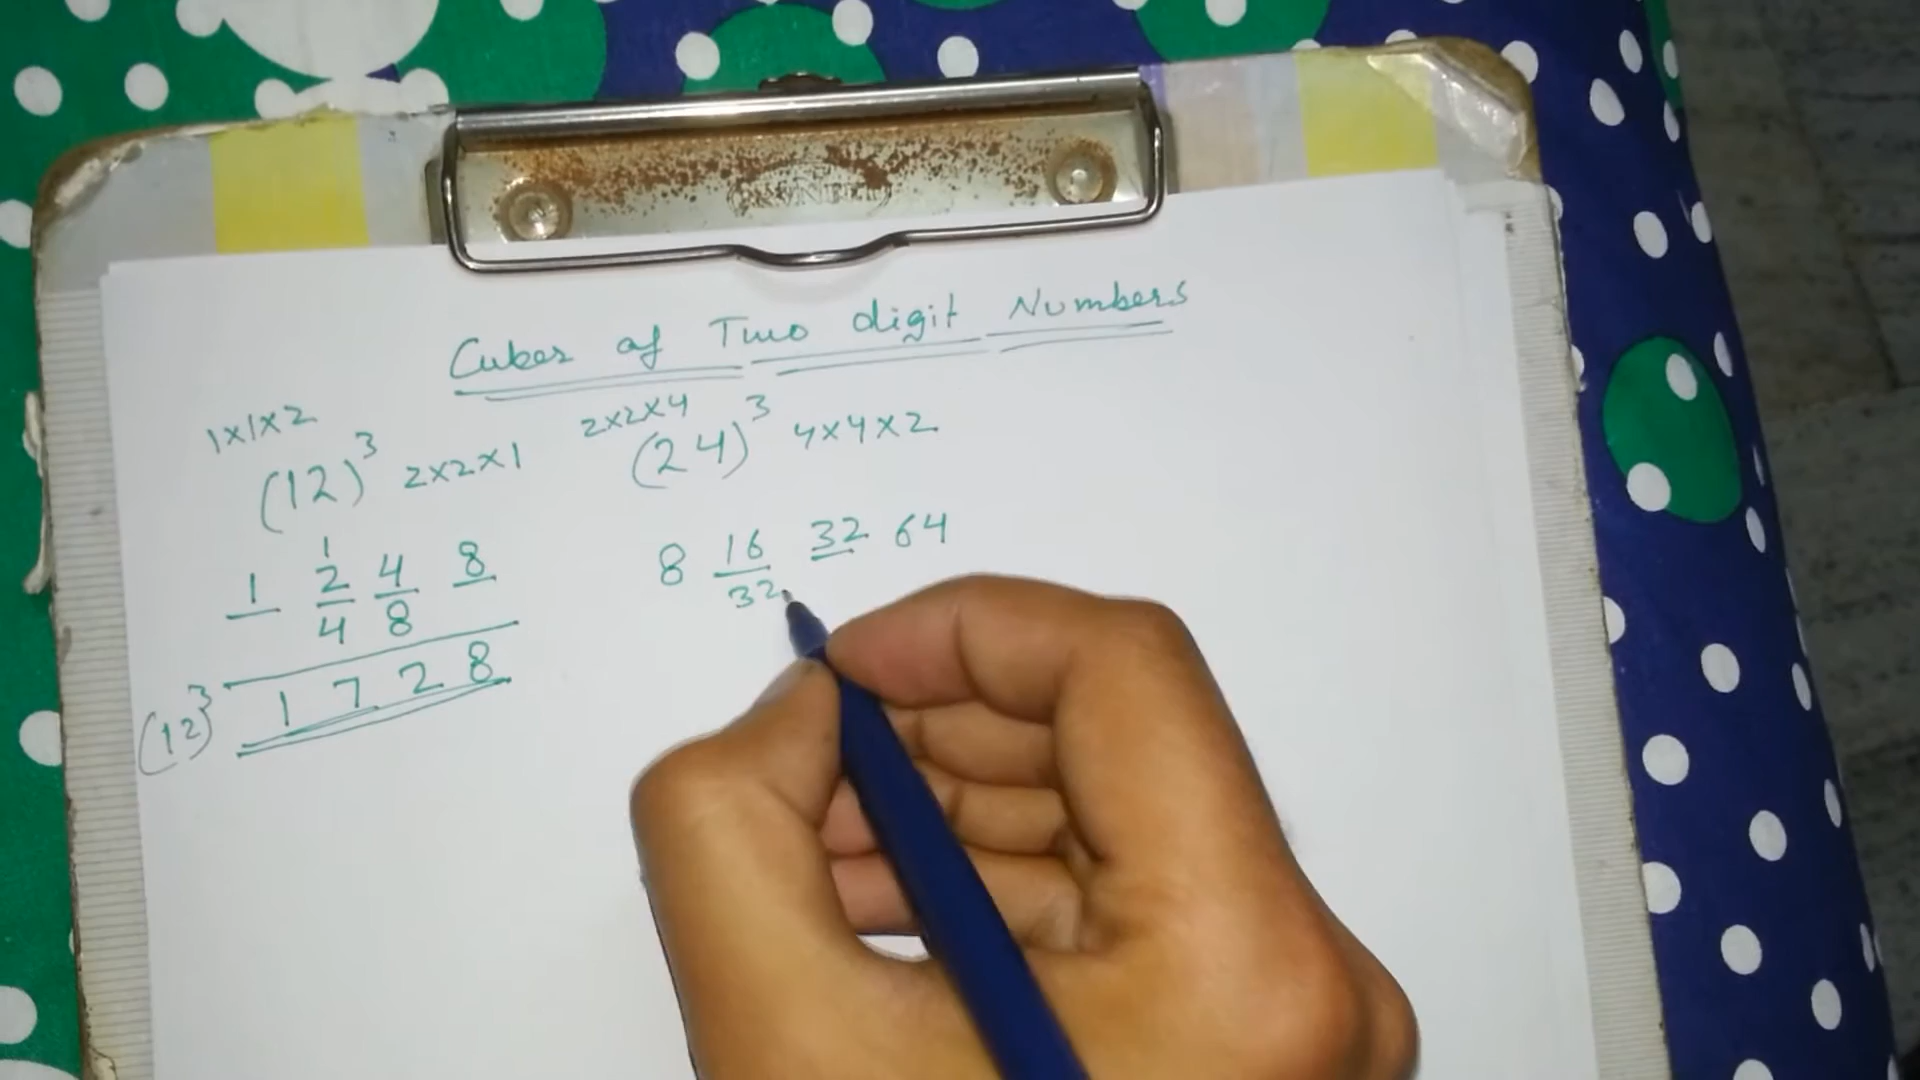 Cubes of Two digit Numbers
1x1x2
(12)³ 2x2x1
1
1 2 4 8
4 8
(12)³ 1 7 2 8
2x2x4
(24)³ 4x4x2
8 16 32 64
32